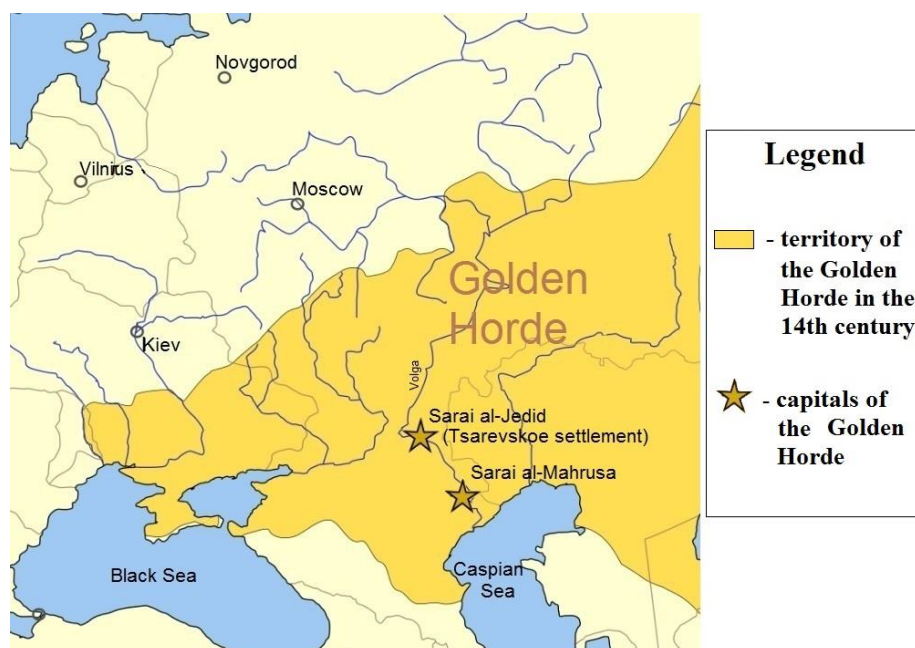 Novgorod
Vilnius
Moscow
Golden
Horde
Kiev
Volga
Sarai al-Jedid
(Tsarevskoe settlement)
Sarai al-Mahrusa
Black Sea
Caspian
Sea
Legend
- territory of
the Golden
Horde in the
14th century
- capitals of
the Golden
Horde